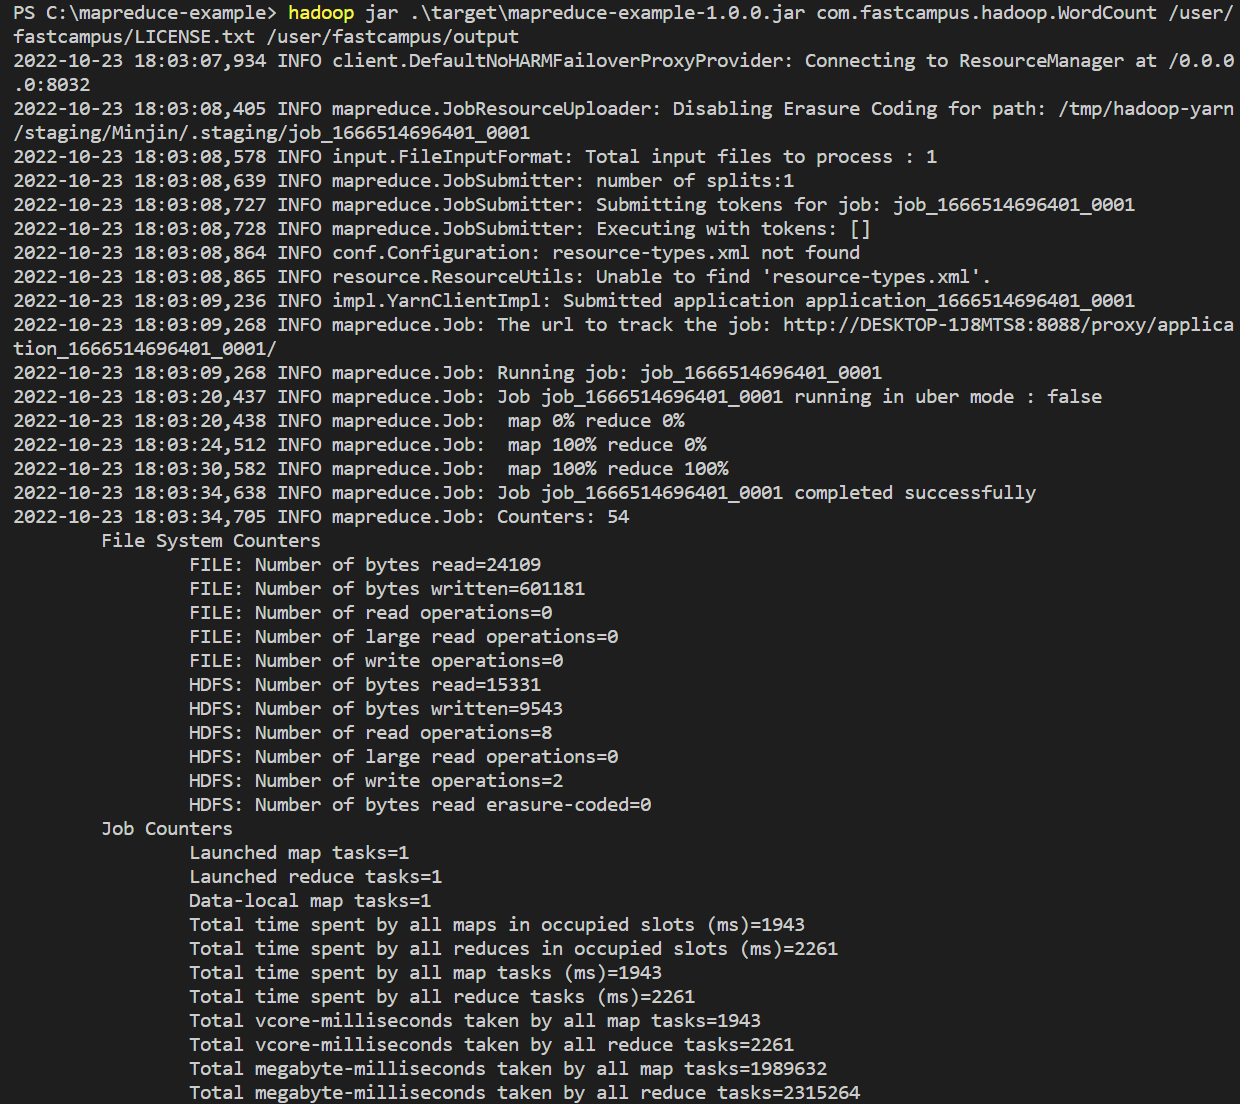 PS C:\mapreduce-example> hadoop jar .\target\mapreduce-example-1.0.0.jar com.fastcampus.hadoop.WordCount /user/
fastcampus/LICENSE.txt /user/fastcampus/output
2022-10-23 18:03:07,934 INFO client.DefaultNoHARMFailoverProxyProvider: Connecting to ResourceManager at /0.0.0
.0:8032
2022-10-23 18:03:08,405 INFO mapreduce.JobResourceUploader: Disabling Erasure Coding for path: /tmp/hadoop-yarn
/staging/Minjin/.staging/job_1666514696401_0001
2022-10-23 18:03:08,578 INFO input.FileInputFormat: Total input files to process : 1
2022-10-23 18:03:08,639 INFO mapreduce.JobSubmitter: number of splits:1
2022-10-23 18:03:08,727 INFO mapreduce.JobSubmitter: Submitting tokens for job: job_1666514696401_0001
2022-10-23 18:03:08,728 INFO mapreduce.JobSubmitter: Executing with tokens: []
2022-10-23 18:03:08,864 INFO conf.Configuration: resource-types.xml not found
2022-10-23 18:03:08,865 INFO resource.ResourceUtils: Unable to find 'resource-types.xml'.
2022-10-23 18:03:09,236 INFO impl.YarnClientImpl: Submitted application application_1666514696401_0001
2022-10-23 18:03:09,268 INFO mapreduce.Job: The url to track the job: http://DESKTOP-1J8MTS8:8088/proxy/applica
tion_1666514696401_0001/
2022-10-23 18:03:09,268 INFO mapreduce.Job: Running job: job_1666514696401_0001
2022-10-23 18:03:20,437 INFO mapreduce.Job: Job job_1666514696401_0001 running in uber mode : false
2022-10-23 18:03:20,438 INFO mapreduce.Job:  map 0% reduce 0%
2022-10-23 18:03:24,512 INFO mapreduce.Job:  map 100% reduce 0%
2022-10-23 18:03:30,582 INFO mapreduce.Job:  map 100% reduce 100%
2022-10-23 18:03:34,638 INFO mapreduce.Job: Job job_1666514696401_0001 completed successfully
2022-10-23 18:03:34,705 INFO mapreduce.Job: Counters: 54
File System Counters
FILE: Number of bytes read=24109
FILE: Number of bytes written=601181
FILE: Number of read operations=0
FILE: Number of large read operations=0
FILE: Number of write operations=0
HDFS: Number of bytes read=15331
HDFS: Number of bytes written=9543
HDFS: Number of read operations=8
HDFS: Number of large read operations=0
HDFS: Number of write operations=2
HDFS: Number of bytes read erasure-coded=0
Job Counters
Launched map tasks=1
Launched reduce tasks=1
Data-local map tasks=1
Total time spent by all maps in occupied slots (ms)=1943
Total time spent by all reduces in occupied slots (ms)=2261
Total time spent by all map tasks (ms)=1943
Total time spent by all reduce tasks (ms)=2261
Total vcore-milliseconds taken by all map tasks=1943
Total vcore-milliseconds taken by all reduce tasks=2261
Total megabyte-milliseconds taken by all map tasks=1989632
Total megabyte-milliseconds taken by all reduce tasks=2315264